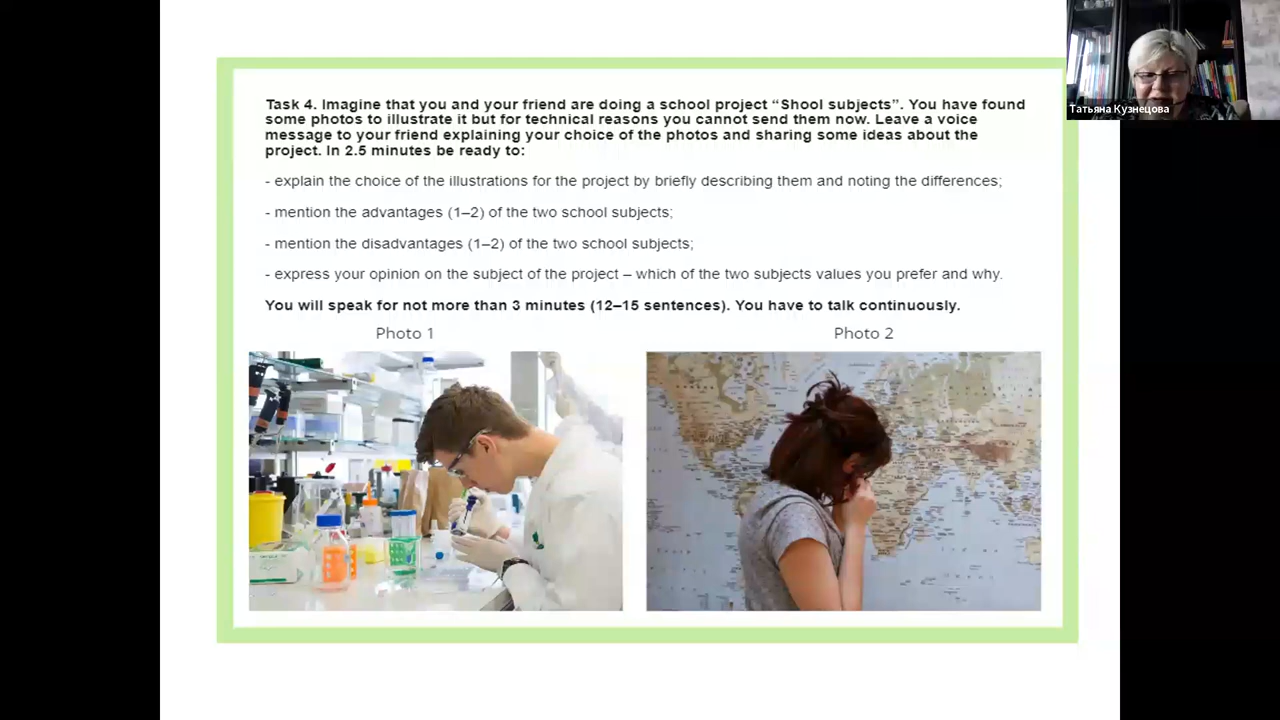 Task 4. Imagine that you and your friend are doing a school project “Shool subjects”. You have found
some photos to illustrate it but for technical reasons you cannot send them now. Leave a voice
message to your friend explaining your choice of the photos and sharing some ideas about the
project. In 2.5 minutes be ready to:
- explain the choice of the illustrations for the project by briefly describing them and noting the differences;
- mention the advantages (1–2) of the two school subjects;
- mention the disadvantages (1–2) of the two school subjects;
- express your opinion on the subject of the project – which of the two subjects values you prefer and why.
You will speak for not more than 3 minutes (12–15 sentences). You have to talk continuously.
Photo 1
Photo 2
Татьяна Кузнецова